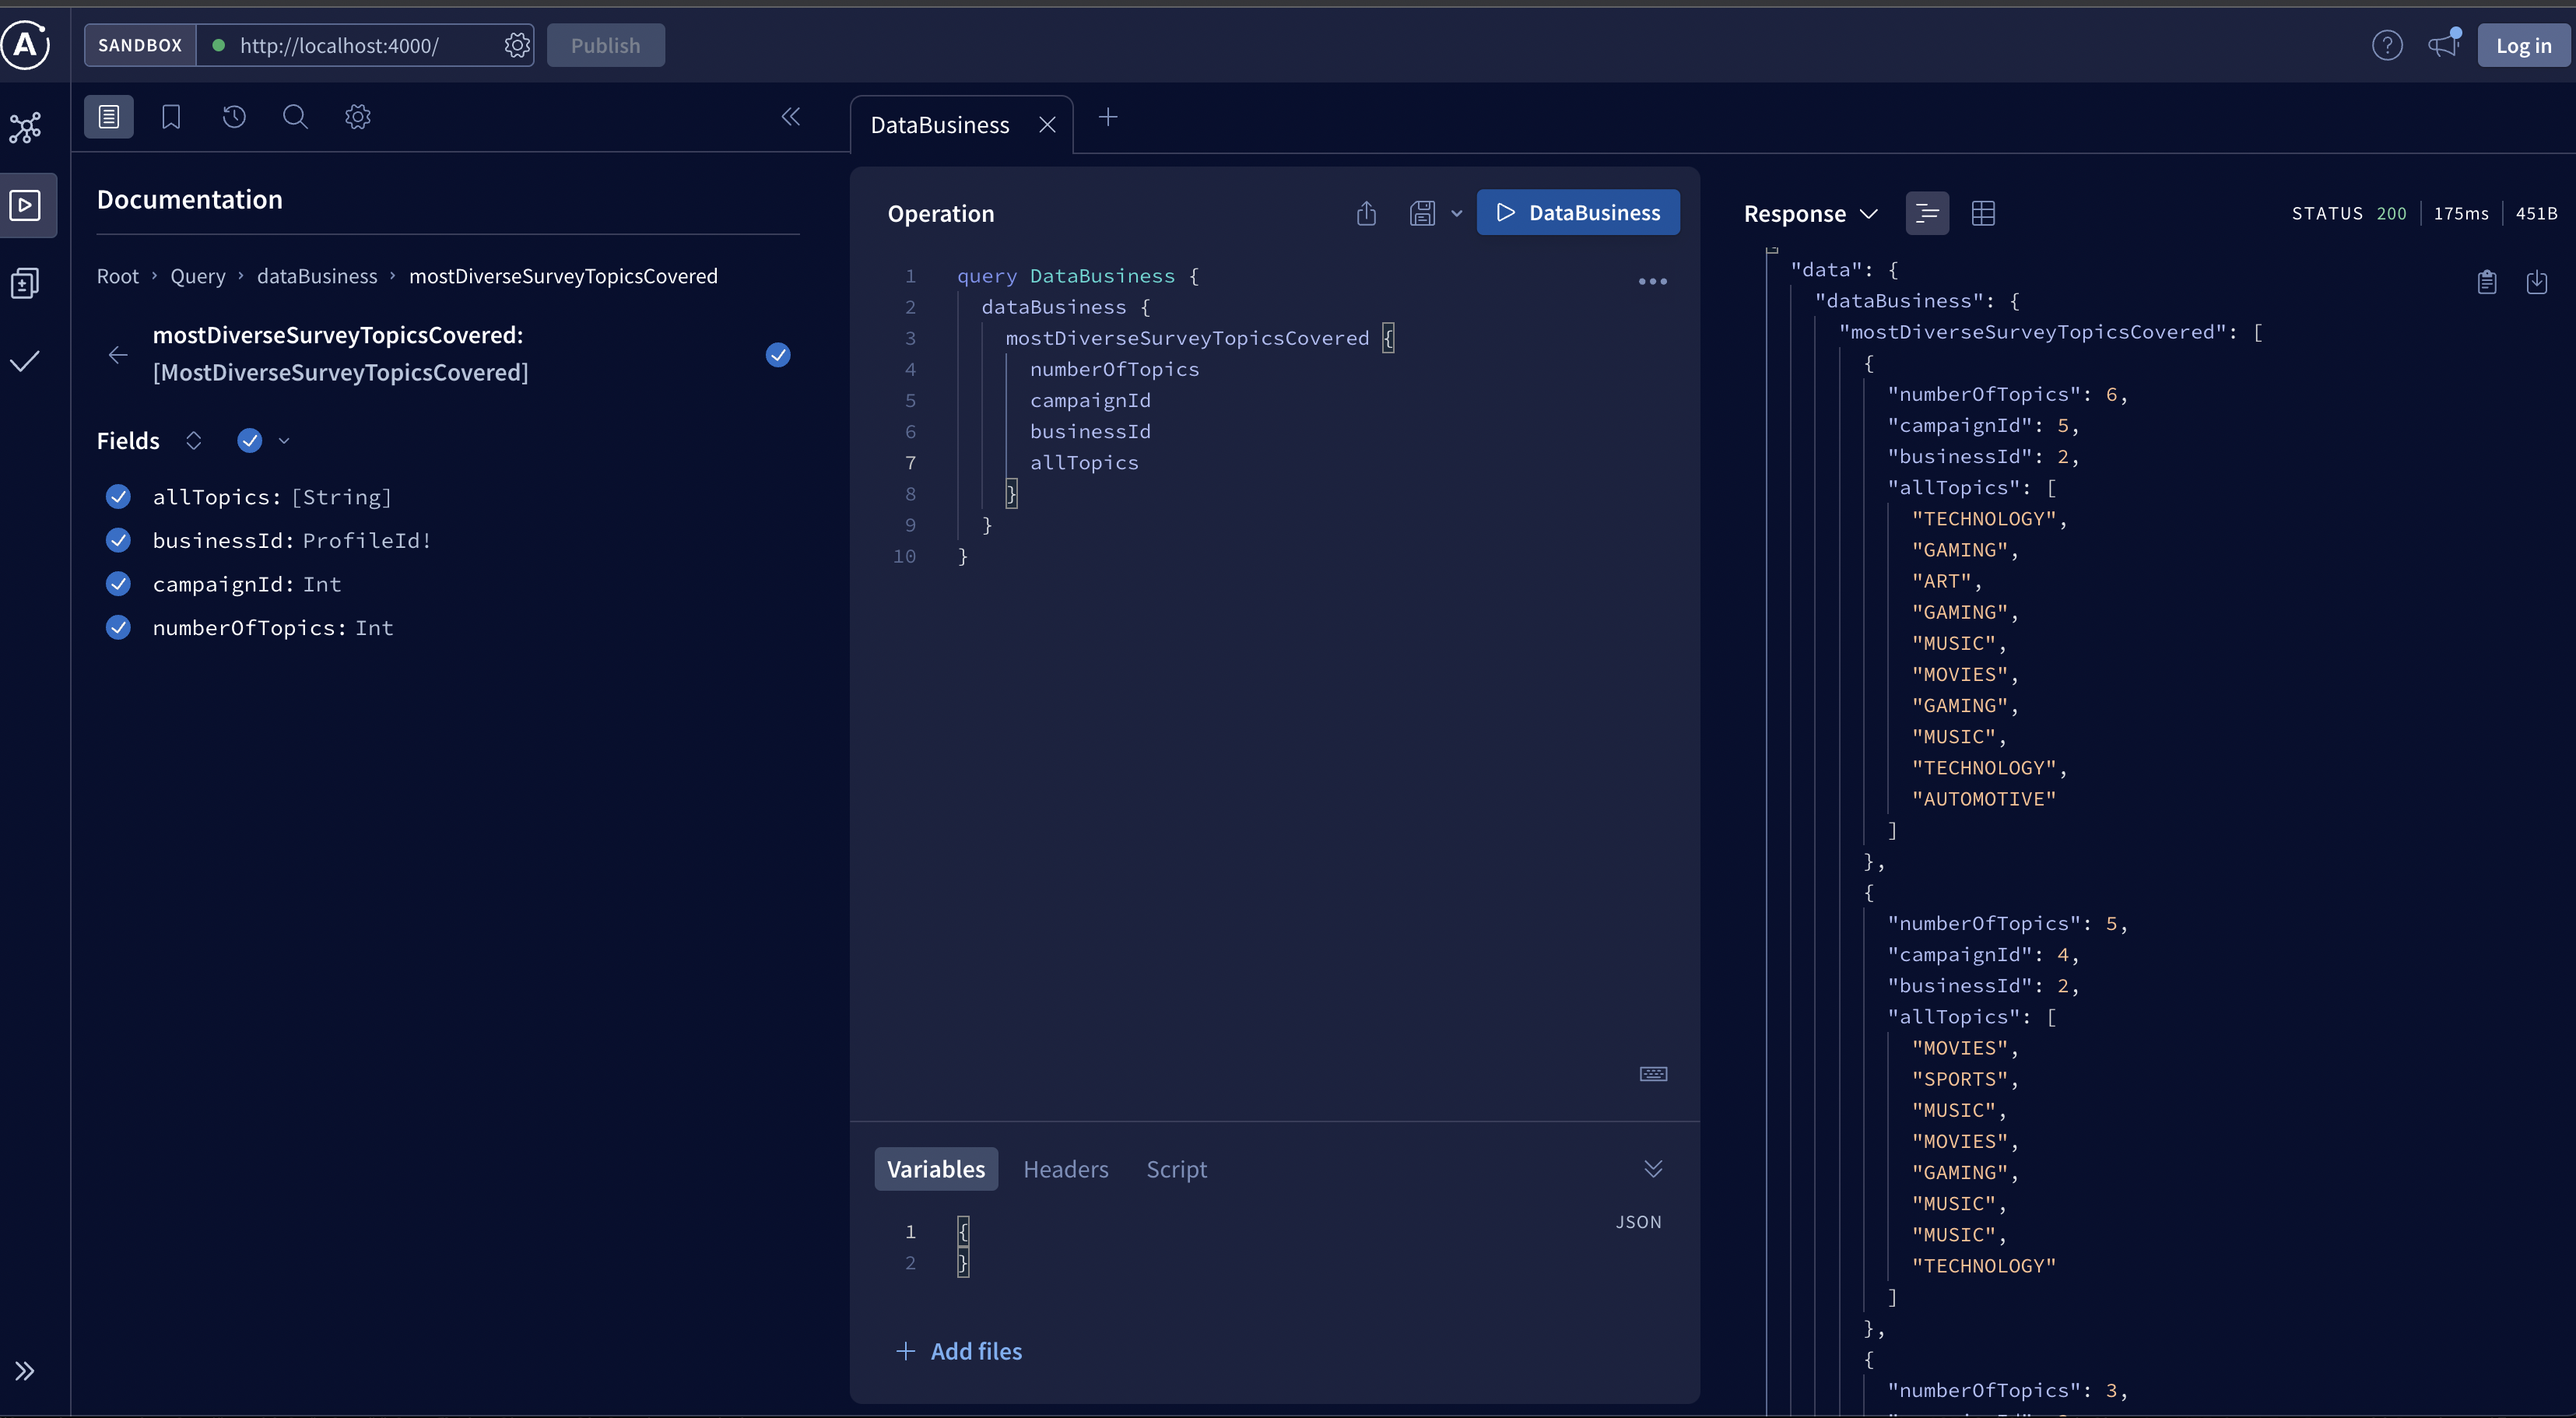 SANDBOX http://localhost:4000/ Publish
Log in
Documentation
Root › Query › dataBusiness › mostDiverseSurveyTopicsCovered
mostDiverseSurveyTopicsCovered:
[MostDiverseSurveyTopicsCovered]
Fields
allTopics: [String]
businessId: ProfileId!
campaignId: Int
numberOfTopics: Int
DataBusiness
Operation
DataBusiness
1 query DataBusiness {
2 dataBusiness {
3 mostDiverseSurveyTopicsCovered {
4 numberOfTopics
5 campaignId
6 businessId
7 allTopics
8 }
9 }
10 }
Variables Headers Script
JSON
1 {
2 }
+ Add files
Response
STATUS 200 175ms 451B
"data": {
"dataBusiness": {
"mostDiverseSurveyTopicsCovered": [
{
"numberOfTopics": 6,
"campaignId": 5,
"businessId": 2,
"allTopics": [
"TECHNOLOGY",
"GAMING",
"ART",
"GAMING",
"MUSIC",
"MOVIES",
"GAMING",
"MUSIC",
"TECHNOLOGY",
"AUTOMOTIVE"
]
},
{
"numberOfTopics": 5,
"campaignId": 4,
"businessId": 2,
"allTopics": [
"MOVIES",
"SPORTS",
"MUSIC",
"MOVIES",
"GAMING",
"MUSIC",
"MUSIC",
"TECHNOLOGY"
]
},
{
"numberOfTopics": 3,